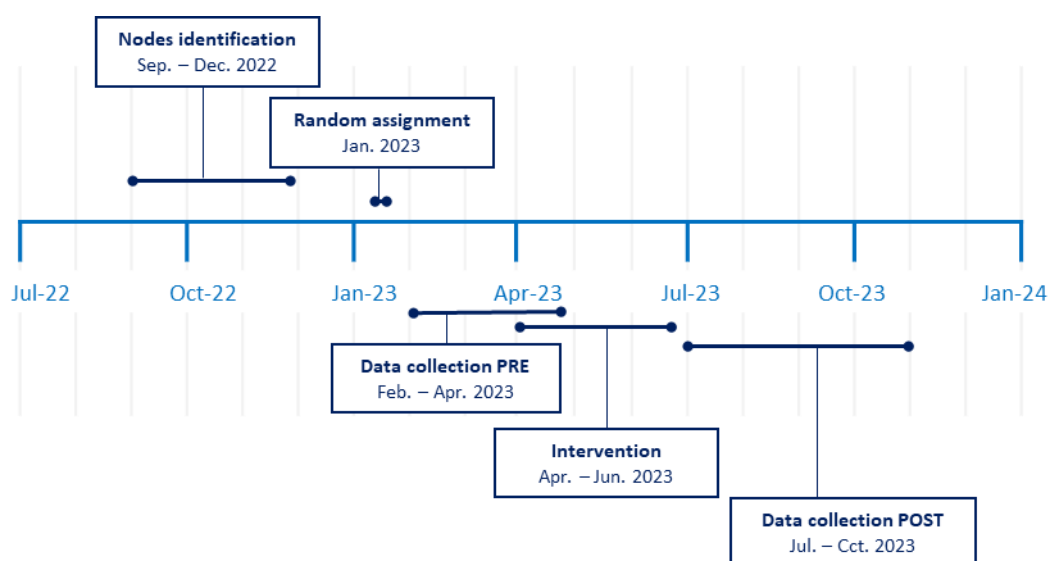 Nodes identification
Sep. – Dec. 2022
Random assignment
Jan. 2023
Jul-22 Oct-22 Jan-23 Apr-23 Jul-23 Oct-23 Jan-24
Data collection PRE
Feb. – Apr. 2023
Intervention
Apr. – Jun. 2023
Data collection POST
Jul. – Cct. 2023